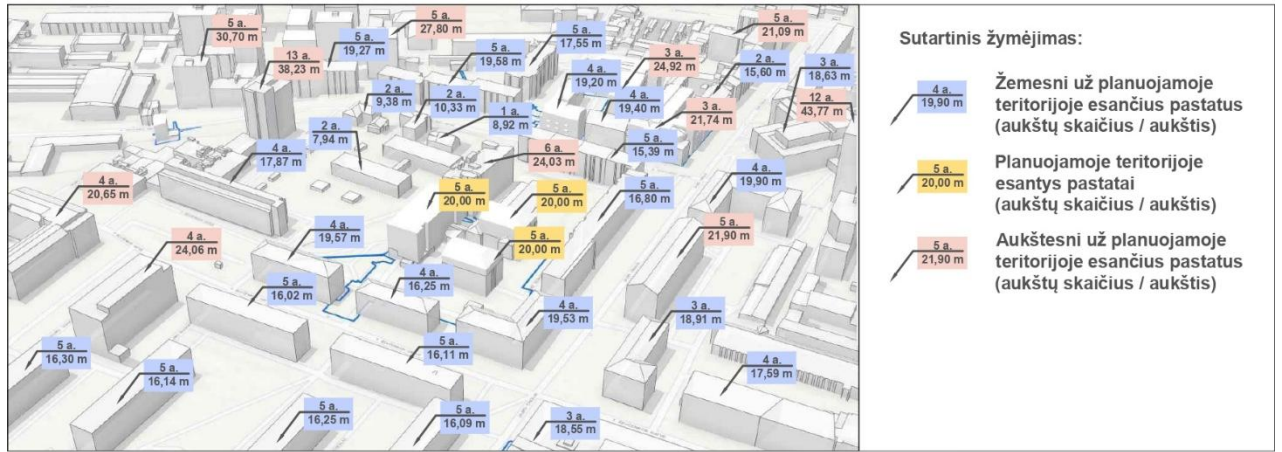 5 a.
30,70 m
5 a.
19,27 m
5 a.
27,80 m
5 a.
17,55 m
5 a.
21,09 m
13 a.
38,23 m
5 a.
19,58 m
4 a.
19,20 m
3 a.
24,92 m
2 a.
15,60 m
3 a.
18,63 m
2 a.
9,38 m
2 a.
10,33 m
1 a.
8,92 m
4 a.
19,40 m
3 a.
21,74 m
12 a.
43,77 m
2 a.
7,94 m
4 a.
17,87 m
6 a.
24,03 m
5 a.
15,39 m
4 a.
20,65 m
5 a.
20,00 m
5 a.
20,00 m
5 a.
16,80 m
4 a.
19,90 m
4 a.
24,06 m
4 a.
19,57 m
5 a.
20,00 m
5 a.
21,90 m
5 a.
16,02 m
4 a.
16,25 m
4 a.
19,53 m
3 a.
18,91 m
5 a.
16,30 m
5 a.
16,14 m
5 a.
16,11 m
4 a.
17,59 m
5 a.
16,25 m
5 a.
16,09 m
3 a.
18,55 m
Sutartinis žymėjimas:
4 a.
19,90 m
Žemesni už planuojamoje
teritorijoje esančius pastatus
(aukštų skaičius / aukštis)
5 a.
20,00 m
Planuojamoje teritorijoje
esantys pastatai
(aukštų skaičius / aukštis)
5 a.
21,90 m
Aukštesni už planuojamoje
teritorijoje esančius pastatus
(aukštų skaičius / aukštis)